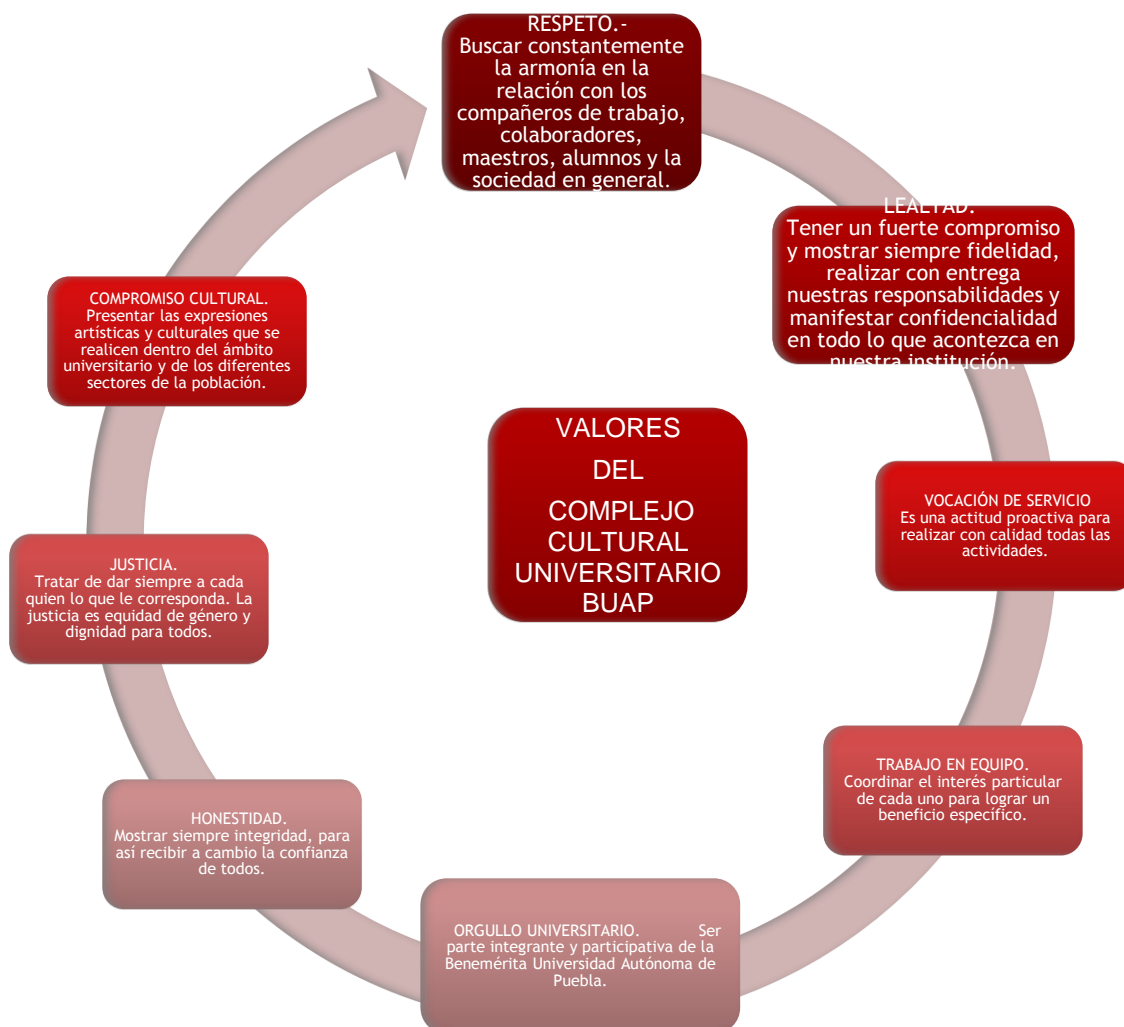 RESPETO.-
Buscar constantemente
la armonía en la
relación con los
compañeros de trabajo,
colaboradores,
maestros, alumnos y la
sociedad en general.
LEALTAD.
Tener un fuerte compromiso
y mostrar siempre fidelidad,
realizar con entrega
nuestras responsabilidades y
manifestar confidencialidad
en todo lo que acontezca en
nuestra institución.
VOCACIÓN DE SERVICIO
Es una actitud proactiva para
realizar con calidad todas las
actividades.
TRABAJO EN EQUIPO.
Coordinar el interés particular
de cada uno para lograr un
beneficio específico.
ORGULLO UNIVERSITARIO. Ser
parte integrante y participativa de la
Benemérita Universidad Autónoma de
Puebla.
HONESTIDAD.
Mostrar siempre integridad, para
así recibir a cambio la confianza
de todos.
JUSTICIA.
Tratar de dar siempre a cada
quien lo que le corresponda. La
justicia es equidad de género y
dignidad para todos.
COMPROMISO CULTURAL.
Presentar las expresiones
artísticas y culturales que se
realicen dentro del ámbito
universitario y de los diferentes
sectores de la población.
VALORES
DEL
COMPLEJO
CULTURAL
UNIVERSITARIO
BUAP